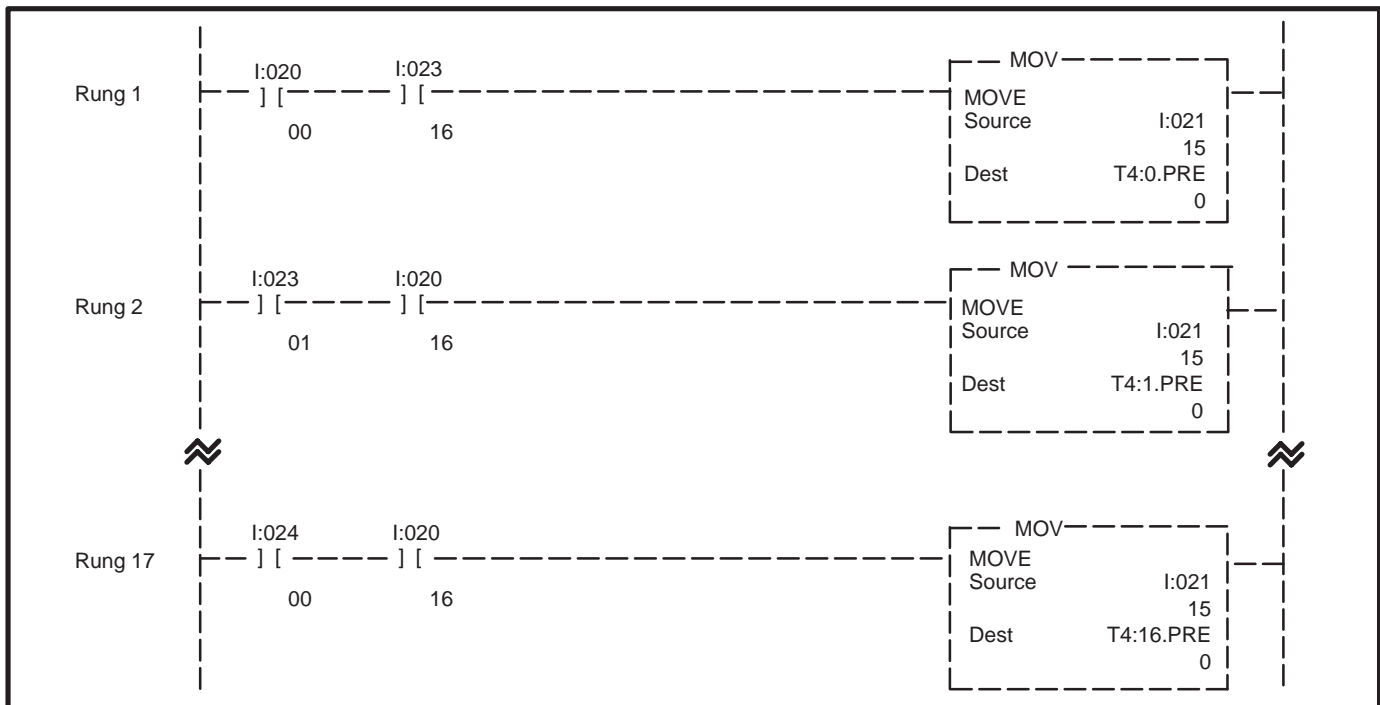 MOV
I:020 I:023
Rung 1 ] [ ] [ MOVE
Source I:021
00 16 15
Dest T4:0.PRE
0
MOV
I:023 I:020
Rung 2 ] [ ] [ MOVE
Source I:021
01 16 15
Dest T4:1.PRE
0
MOV
I:024 I:020
Rung 17 ] [ ] [ MOVE
Source I:021
00 16 15
Dest T4:16.PRE
0